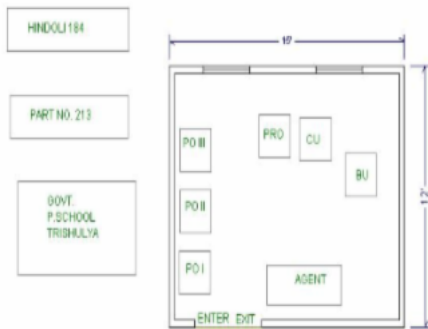 HINDOLI 184
PART NO. 213
GOVT.
P.SCHOOL
TRISHULYA
PO III
PRO
CU
BU
PO II
PO I
AGENT
ENTER EXIT
12'